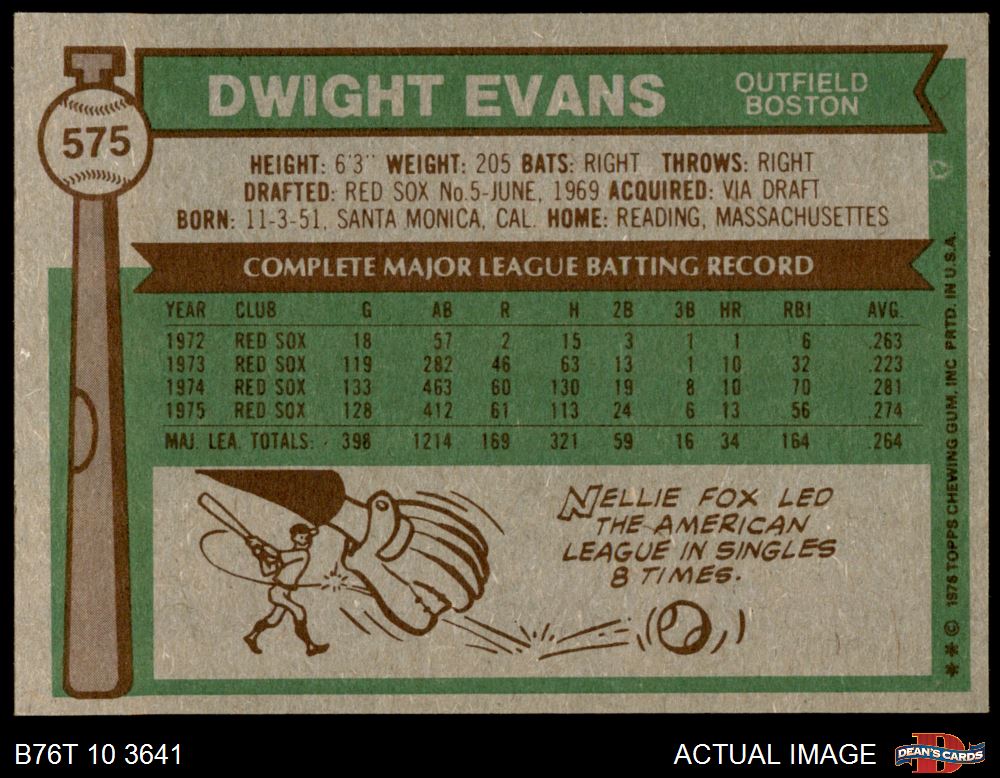 575
DWIGHT EVANS
OUTFIELD
BOSTON
HEIGHT: 6'3" WEIGHT: 205 BATS: RIGHT THROWS: RIGHT
DRAFTED: RED SOX No.5-JUNE, 1969 ACQUIRED: VIA DRAFT
BORN: 11-3-51, SANTA MONICA, CAL. HOME: READING, MASSACHUSETTES
COMPLETE MAJOR LEAGUE BATTING RECORD
YEAR CLUB G AB R H 2B 3B HR RBI AVG.
1972 RED SOX 18 57 2 15 3 1 1 6 .263
1973 RED SOX 119 282 46 63 13 1 10 32 .223
1974 RED SOX 133 463 60 130 19 8 10 70 .281
1975 RED SOX 128 412 61 113 24 6 13 56 .274
MAJ. LEA. TOTALS: 398 1214 169 321 59 16 34 164 .264
NELLIE FOX LED
THE AMERICAN
LEAGUE IN SINGLES
8 TIMES.
** © 1976 TOPPS CHEWING GUM, INC PRTD. IN U.S.A.
B76T 10 3641
ACTUAL IMAGE
DEAN'S CARDS
D